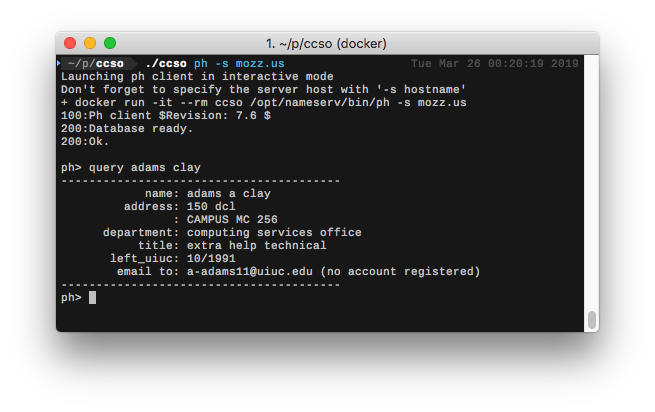 1. ~/p/ccso (docker)
~/p/ccso ./ccso ph -s mozz.us Tue Mar 26 00:20:19 2019
Launching ph client in interactive mode
Don't forget to specify the server host with '-s hostname'
+ docker run -it --rm ccso /opt/nameserv/bin/ph -s mozz.us
100:Ph client $Revision: 7.6 $
200:Database ready.
200:Ok.
ph> query adams clay
----------------------------------------
name: adams a clay
address: 150 dcl
: CAMPUS MC 256
department: computing services office
title: extra help technical
left_uiuc: 10/1991
email to: a-adams11@uiuc.edu (no account registered)
----------------------------------------
ph>